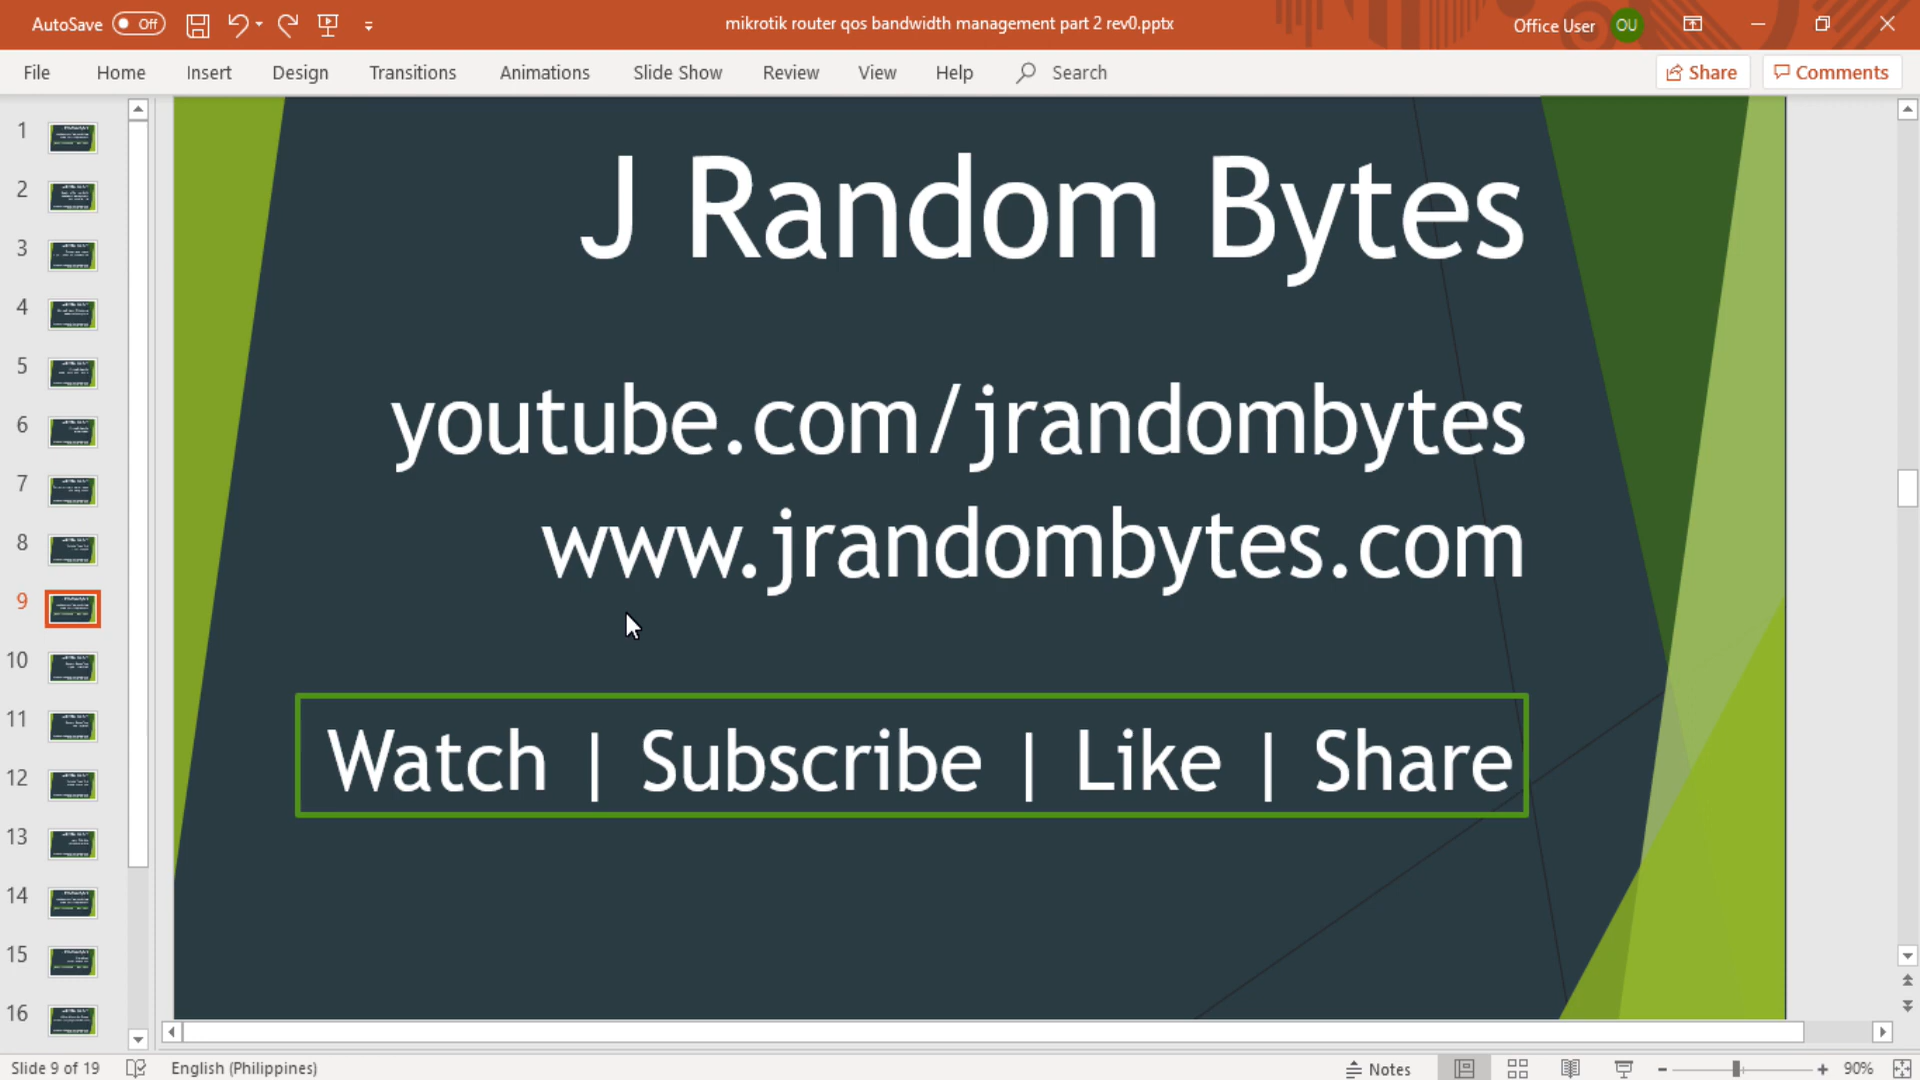 AutoSave Off
mikrotik router qos bandwidth management part 2 rev0.pptx
Office User OU
File Home Insert Design Transitions Animations Slide Show Review View Help Search
Share Comments
1
2
3
4
5
6
7
8
9
10
11
12
13
14
15
16
J Random Bytes
youtube.com/jrandombytes
www.jrandombytes.com
Watch | Subscribe | Like | Share
Slide 9 of 19 English (Philippines) Notes 90%